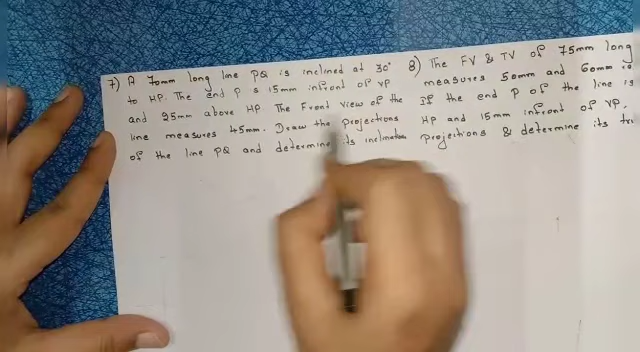 7) A 70mm long line PQ is inclined at 30°
to HP. The end P is 15mm infront of VP
and 25mm above HP. The Front view of the
line measures 45mm. Draw the projections
of the line PQ and determine its inclination
8) The FV & TV of 75mm long
measures 50mm and 60mm
If the end P of the line is
HP and 15mm infront of VP.
projections & determine its